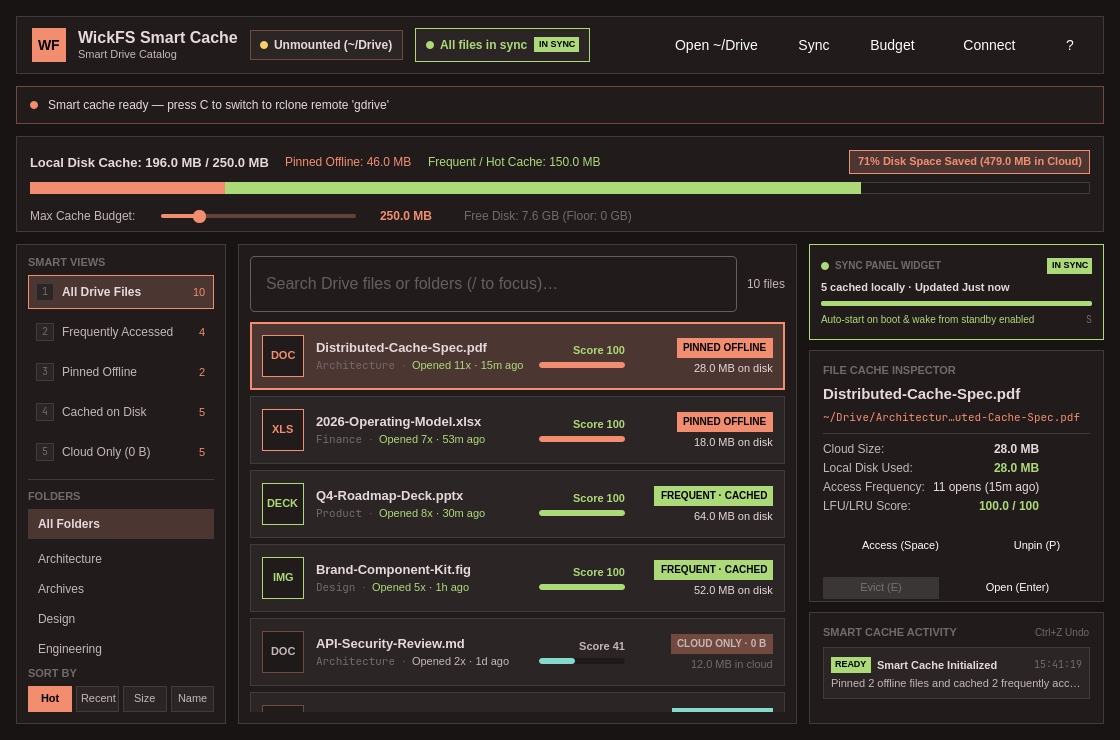 WF
WickFS Smart Cache
Smart Drive Catalog
Unmounted (~/Drive)
All files in sync IN SYNC
Open ~/Drive
Sync
Budget
Connect
?
Smart cache ready — press C to switch to rclone remote 'gdrive'
Local Disk Cache: 196.0 MB / 250.0 MB
Pinned Offline: 46.0 MB
Frequent / Hot Cache: 150.0 MB
71% Disk Space Saved (479.0 MB in Cloud)
Max Cache Budget:
250.0 MB
Free Disk: 7.6 GB (Floor: 0 GB)
SMART VIEWS
1 All Drive Files 10
2 Frequently Accessed 4
3 Pinned Offline 2
4 Cached on Disk 5
5 Cloud Only (0 B) 5
FOLDERS
All Folders
Architecture
Archives
Design
Engineering
SORT BY
Hot Recent Size Name
Search Drive files or folders (/ to focus)…
10 files
DOC
Distributed-Cache-Spec.pdf
Architecture · Opened 11x · 15m ago
Score 100
PINNED OFFLINE
28.0 MB on disk
XLS
2026-Operating-Model.xlsx
Finance · Opened 7x · 53m ago
Score 100
PINNED OFFLINE
18.0 MB on disk
DECK
Q4-Roadmap-Deck.pptx
Product · Opened 8x · 30m ago
Score 100
FREQUENT · CACHED
64.0 MB on disk
IMG
Brand-Component-Kit.fig
Design · Opened 5x · 1h ago
Score 100
FREQUENT · CACHED
52.0 MB on disk
DOC
API-Security-Review.md
Architecture · Opened 2x · 1d ago
Score 41
CLOUD ONLY · 0 B
12.0 MB in cloud
SYNC PANEL WIDGET
IN SYNC
5 cached locally · Updated Just now
Auto-start on boot & wake from standby enabled S
FILE CACHE INSPECTOR
Distributed-Cache-Spec.pdf
~/Drive/Architectur…uted-Cache-Spec.pdf
Cloud Size: 28.0 MB
Local Disk Used: 28.0 MB
Access Frequency: 11 opens (15m ago)
LFU/LRU Score: 100.0 / 100
Access (Space) Unpin (P)
Evict (E) Open (Enter)
SMART CACHE ACTIVITY Ctrl+Z Undo
READY Smart Cache Initialized 15:41:19
Pinned 2 offline files and cached 2 frequently acc…